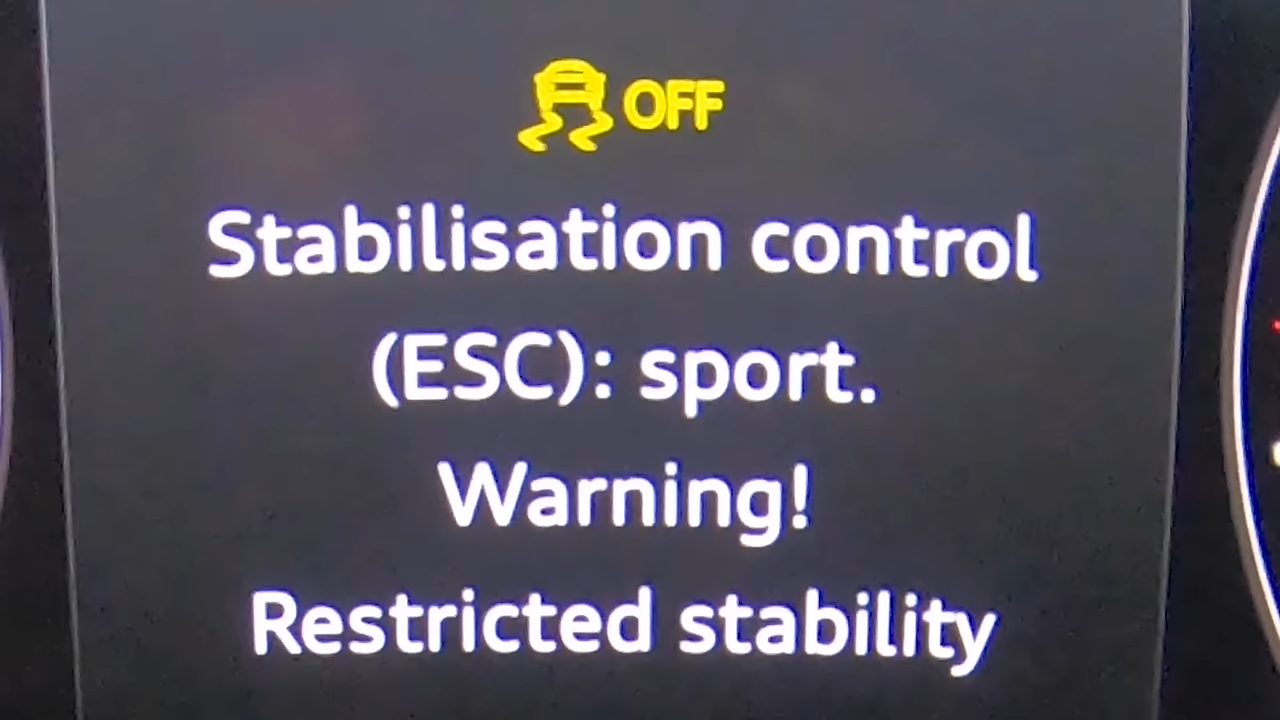 OFF
Stabilisation control
(ESC): sport.
Warning!
Restricted stability